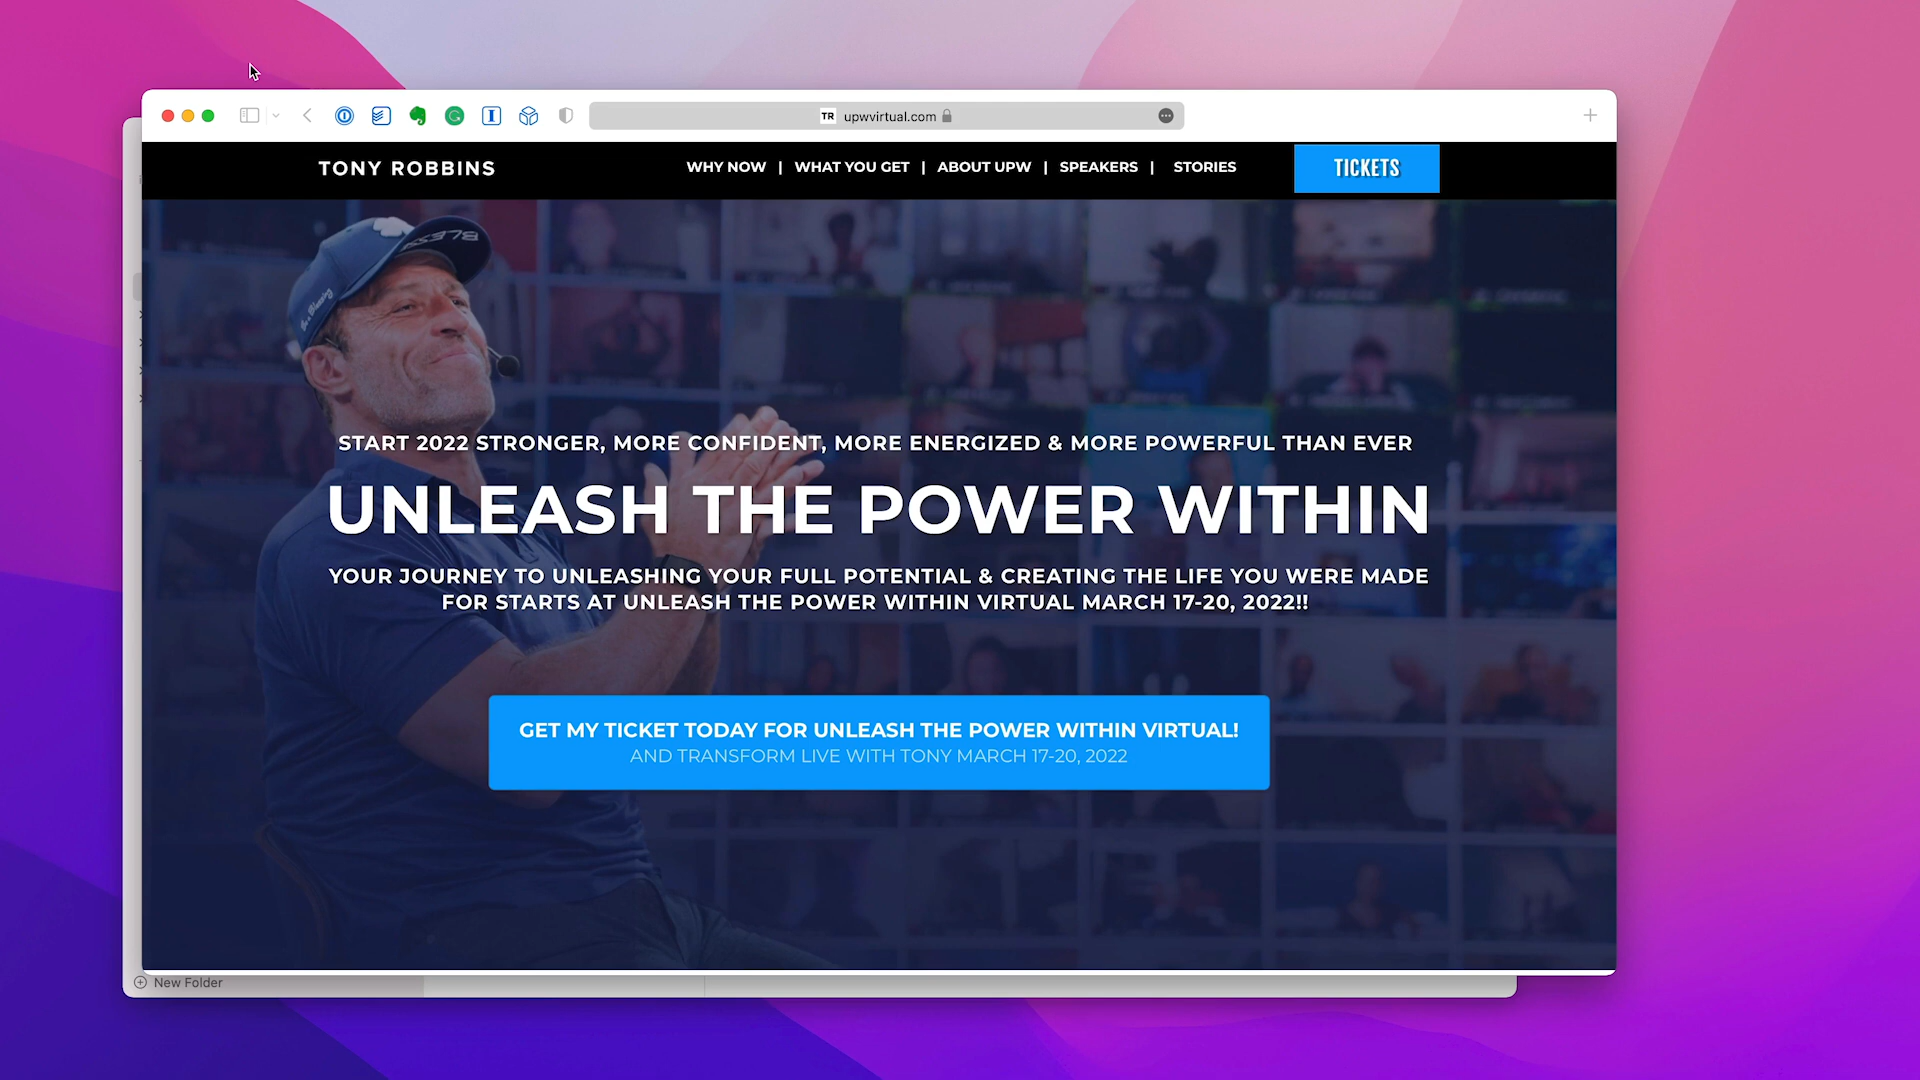 TR upwvirtual.com
TONY ROBBINS
WHY NOW | WHAT YOU GET | ABOUT UPW | SPEAKERS | STORIES
TICKETS
BLESS
START 2022 STRONGER, MORE CONFIDENT, MORE ENERGIZED & MORE POWERFUL THAN EVER
UNLEASH THE POWER WITHIN
YOUR JOURNEY TO UNLEASHING YOUR FULL POTENTIAL & CREATING THE LIFE YOU WERE MADE
FOR STARTS AT UNLEASH THE POWER WITHIN VIRTUAL MARCH 17-20, 2022!!
GET MY TICKET TODAY FOR UNLEASH THE POWER WITHIN VIRTUAL!
AND TRANSFORM LIVE WITH TONY MARCH 17-20, 2022
New Folder